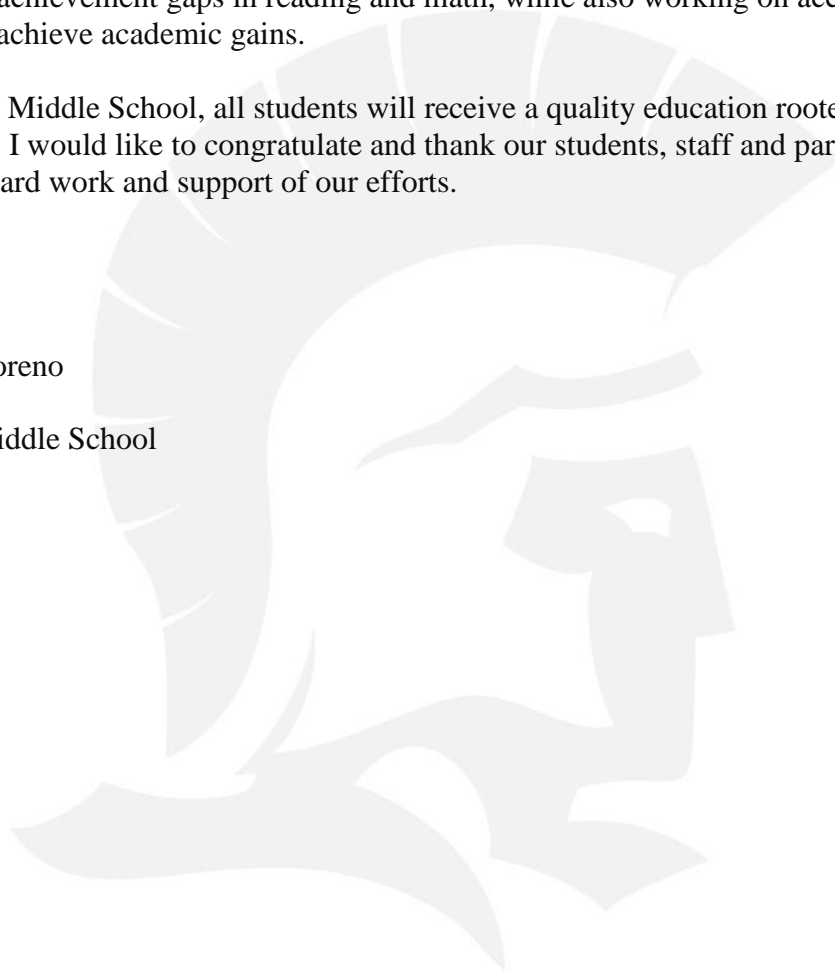 achievement gaps in reading and math, while also working on acc
achieve academic gains.
Middle School, all students will receive a quality education roote
I would like to congratulate and thank our students, staff and par
ard work and support of our efforts.
oreno
iddle School